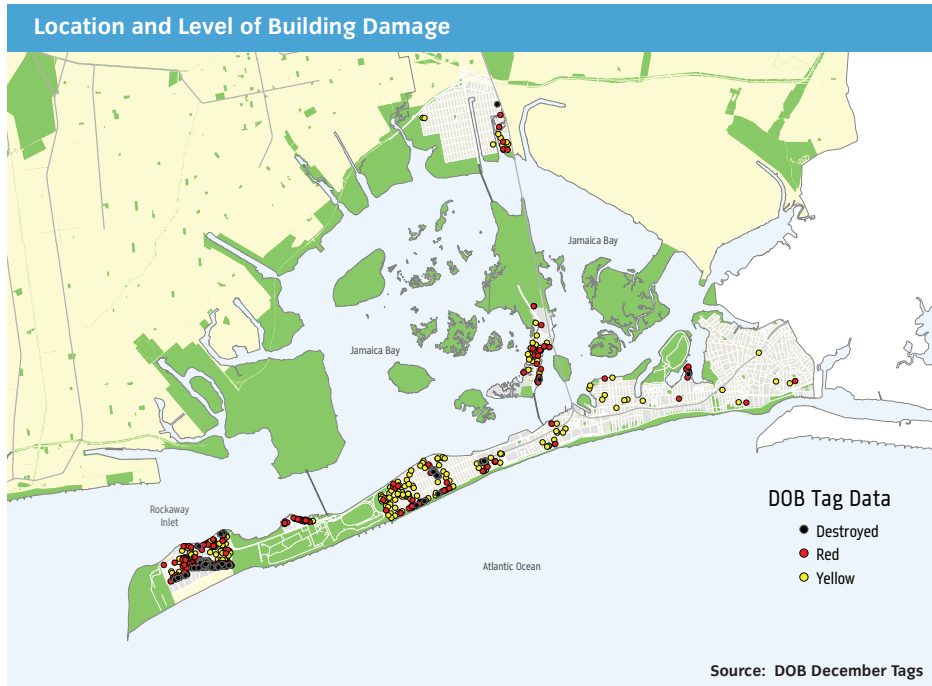 Location and Level of Building Damage
Jamaica Bay
Jamaica Bay
Rockaway
Inlet
Atlantic Ocean
DOB Tag Data
Destroyed
Red
Yellow
Source: DOB December Tags